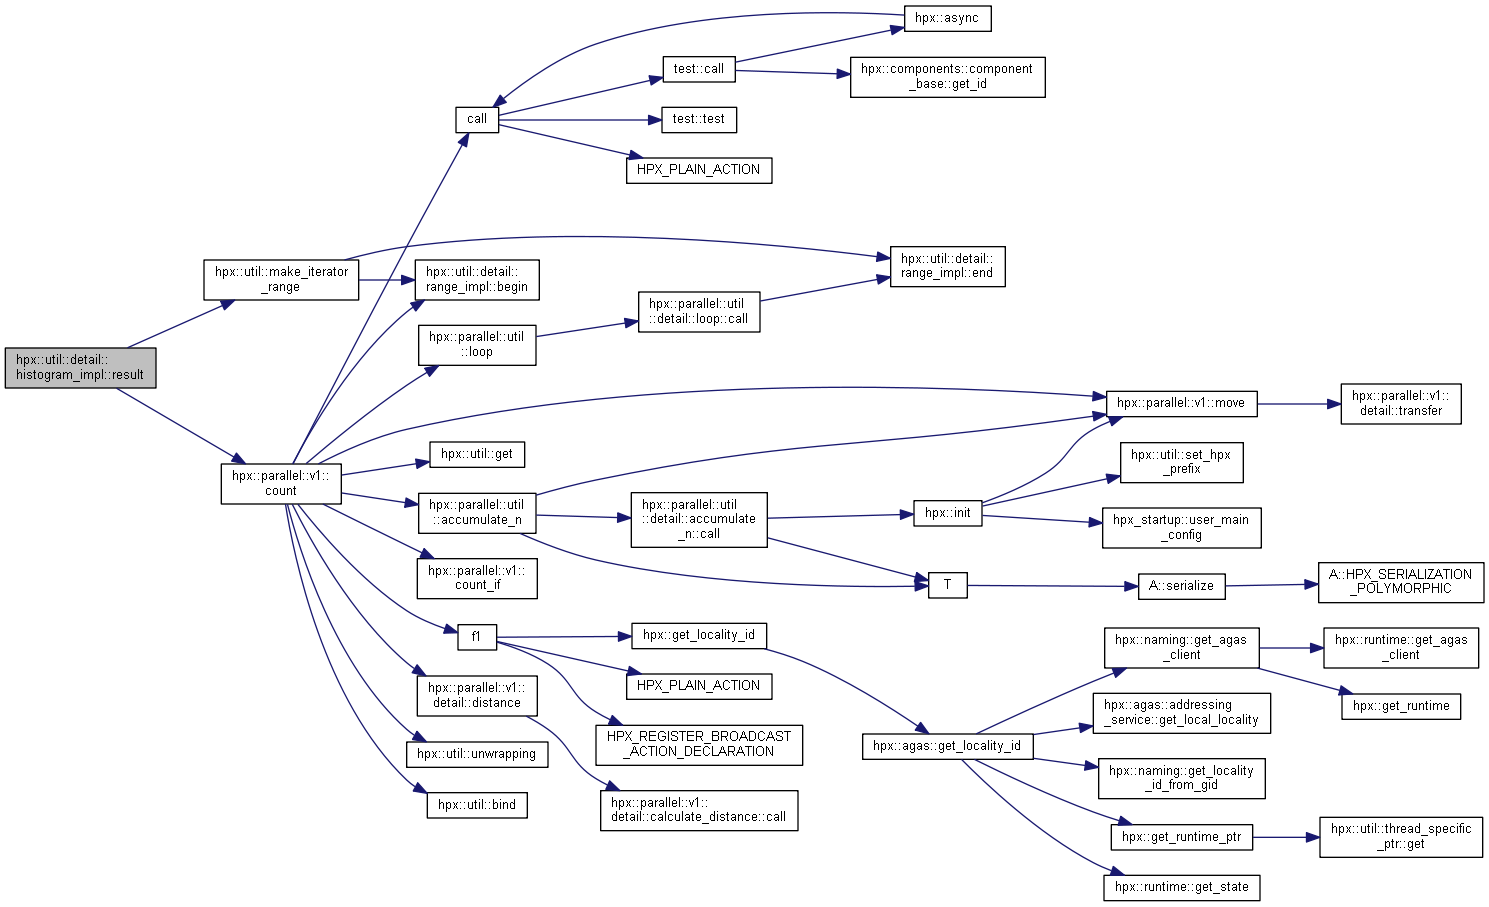 hpx::async
test::call
hpx::components::component
_base::get_id
call
test::test
HPX_PLAIN_ACTION
hpx::util::make_iterator
_range
hpx::util::detail::
range_impl::begin
hpx::util::detail::
range_impl::end
hpx::parallel::util
::detail::loop::call
hpx::parallel::util
::loop
hpx::util::detail::
histogram_impl::result
hpx::parallel::v1::move
hpx::parallel::v1::
detail::transfer
hpx::util::get
hpx::util::set_hpx
_prefix
hpx::parallel::v1::
count
hpx::parallel::util
::accumulate_n
hpx::parallel::util
::detail::accumulate
_n::call
hpx::init
hpx_startup::user_main
_config
hpx::parallel::v1::
count_if
T
A::serialize
A::HPX_SERIALIZATION
_POLYMORPHIC
f1
hpx::get_locality_id
hpx::naming::get_agas
_client
hpx::runtime::get_agas
_client
hpx::parallel::v1::
detail::distance
HPX_PLAIN_ACTION
hpx::get_runtime
hpx::agas::addressing
_service::get_local_locality
HPX_REGISTER_BROADCAST
_ACTION_DECLARATION
hpx::agas::get_locality_id
hpx::util::unwrapping
hpx::naming::get_locality
_id_from_gid
hpx::util::bind
hpx::parallel::v1::
detail::calculate_distance::call
hpx::get_runtime_ptr
hpx::util::thread_specific
_ptr::get
hpx::runtime::get_state